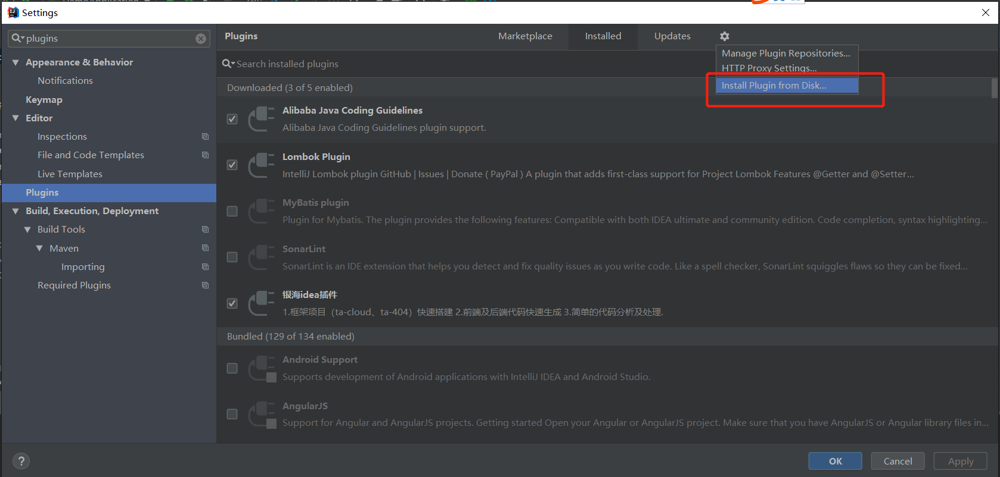 Settings
plugins
Appearance & Behavior
Notifications
Keymap
Editor
Inspections
File and Code Templates
Live Templates
Plugins
Build, Execution, Deployment
Build Tools
Maven
Importing
Required Plugins
Plugins
Marketplace
Installed
Updates
Manage Plugin Repositories...
HTTP Proxy Settings...
Install Plugin from Disk...
Search installed plugins
Downloaded (3 of 5 enabled)
Alibaba Java Coding Guidelines
Alibaba Java Coding Guidelines plugin support.
Lombok Plugin
IntelliJ Lombok plugin GitHub | Issues | Donate ( PayPal ) A plugin that adds first-class support for Project Lombok Features @Getter and @Setter...
MyBatis plugin
Plugin for Mybatis. The plugin provides the following features: Compatible with both IDEA ultimate and community edition. Code completion, syntax highlighting...
SonarLint
SonarLint is an IDE extension that helps you detect and fix quality issues as you write code. Like a spell checker, SonarLint squiggles flaws so they can be fixed...
银海idea插件
1.框架项目（ta-cloud、ta-404）快速搭建 2.前端及后端代码快速生成 3.简单的代码分析及处理.
Bundled (129 of 134 enabled)
Android Support
Supports development of Android applications with IntelliJ IDEA and Android Studio.
AngularJS
Support for Angular and AngularJS projects. Getting started Open your Angular or AngularJS project. Make sure that you have AngularJS or Angular library files in...
?
OK
Cancel
Apply